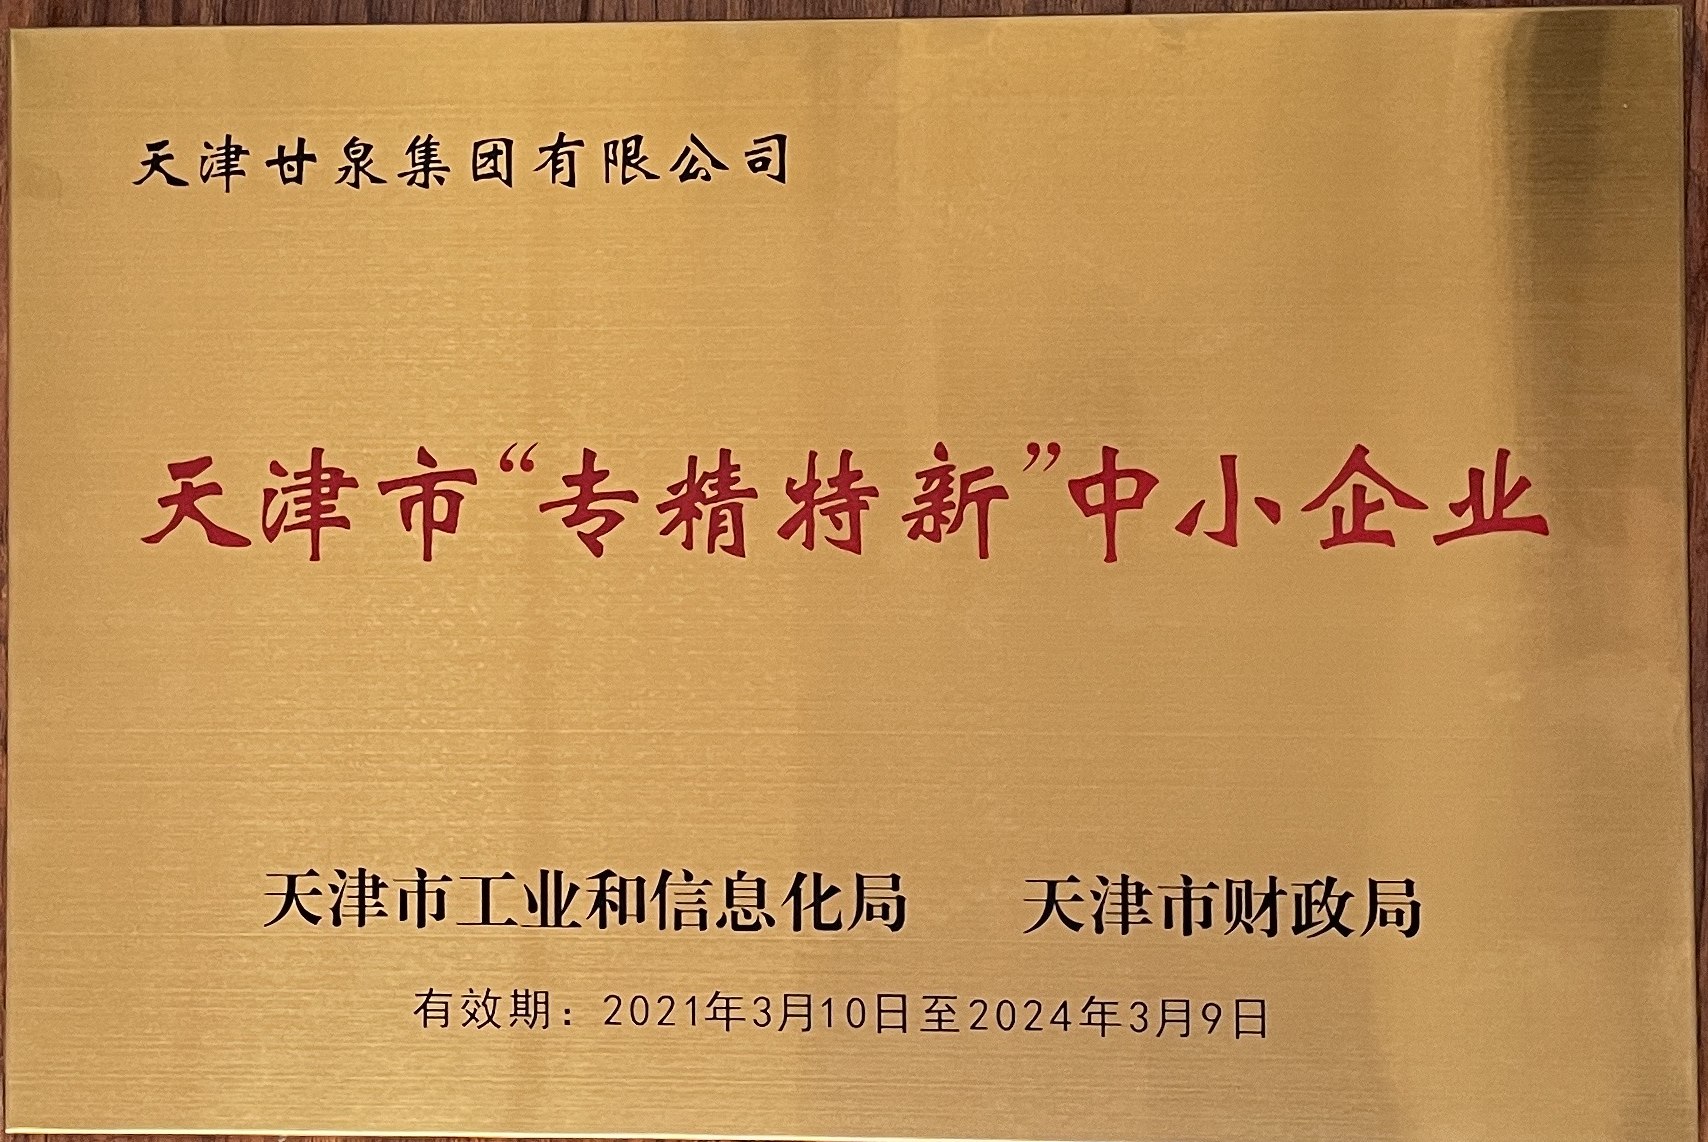 天津甘泉集团有限公司
天津市“专精特新”中小企业
天津市工业和信息化局 天津市财政局
有效期：2021年3月10日至2024年3月9日